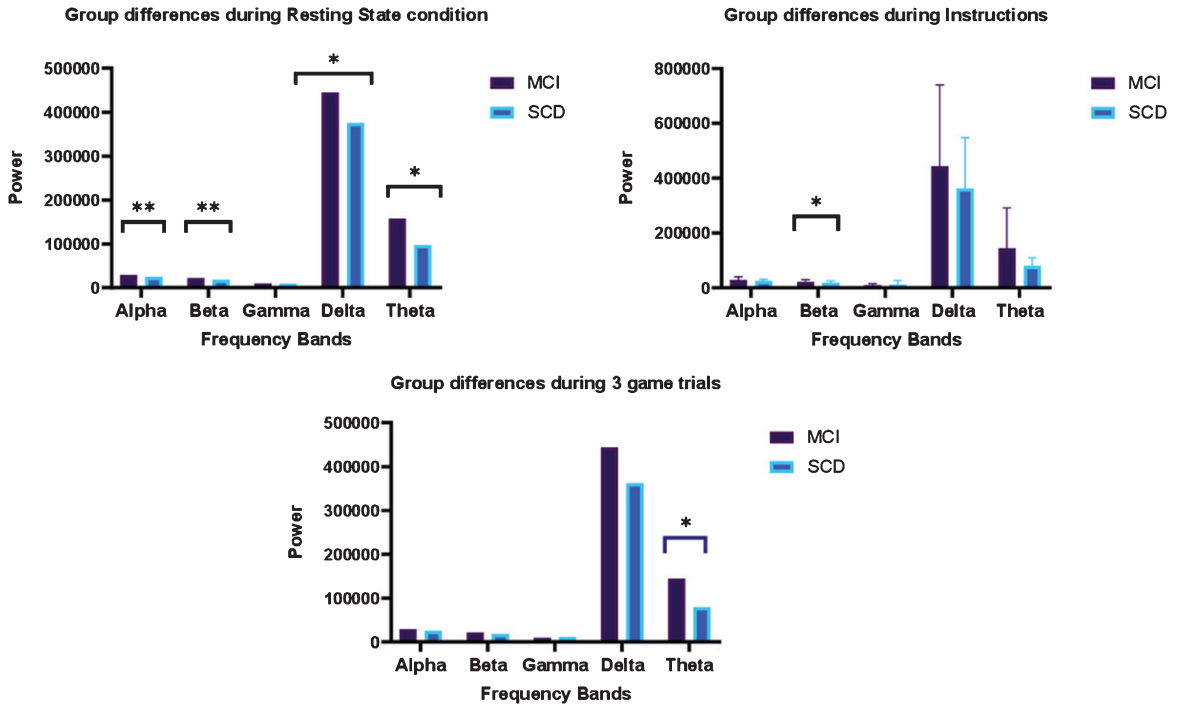 Group differences during Resting State condition
*
500000
400000
300000
200000
100000
0
Power
**
**
*
MCI
SCD
Alpha
Beta
Gamma
Delta
Theta
Frequency Bands
Group differences during Instructions
800000
600000
400000
200000
0
Power
*
MCI
SCD
Alpha
Beta
Gamma
Delta
Theta
Frequency Bands
Group differences during 3 game trials
500000
400000
300000
200000
100000
0
Power
*
MCI
SCD
Alpha
Beta
Gamma
Delta
Theta
Frequency Bands